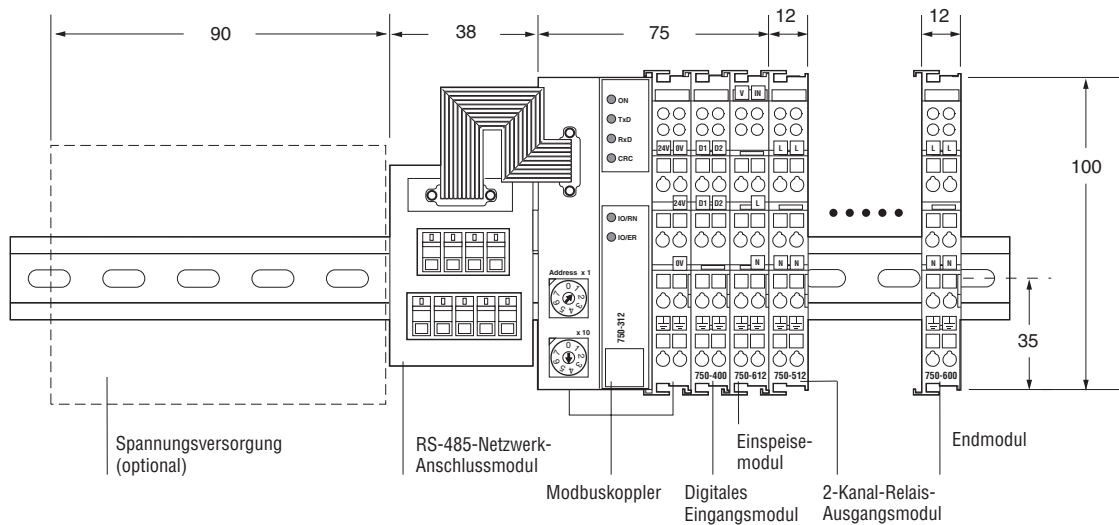 90
38
75
12
12
ON
TxD
RxD
CRC
V IN
24V 0V
D1 D2
L L
L L
24V
D1 D2
L
IO/RN
IO/ER
0V
N
N N
N N
Address x 1
x 10
750-312
750-400
750-612
750-512
750-600
100
35
Spannungsversorgung
(optional)
RS-485-Netzwerk-
Anschlussmodul
Modbuskoppler
Digitales
Eingangsmodul
Einspeise-
modul
2-Kanal-Relais-
Ausgangsmodul
Endmodul